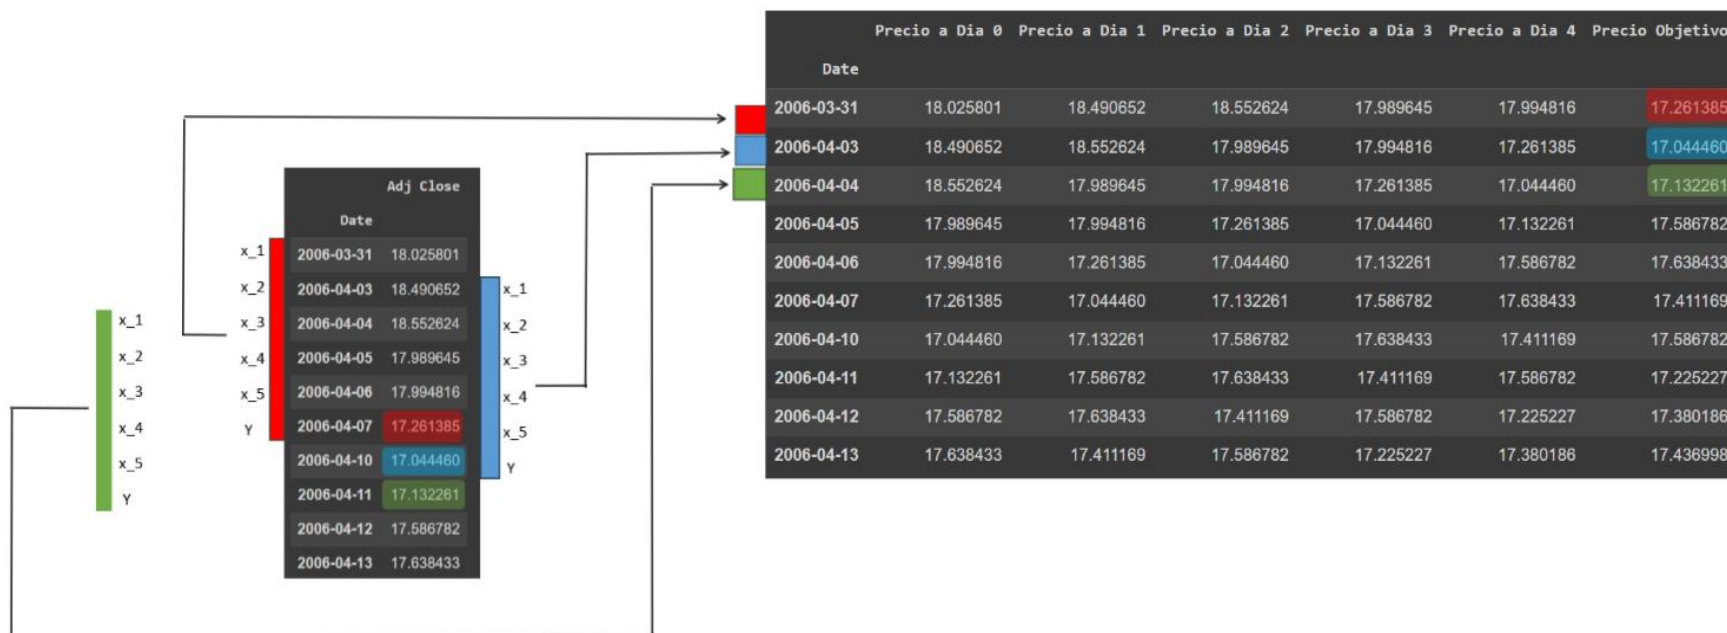 Precio a Dia 0 Precio a Dia 1 Precio a Dia 2 Precio a Dia 3 Precio a Dia 4 Precio Objetivo
Date
2006-03-31 18.025801 18.490652 18.552624 17.989645 17.994816 17.261385
2006-04-03 18.490652 18.552624 17.989645 17.994816 17.261385 17.044460
2006-04-04 18.552624 17.989645 17.994816 17.261385 17.044460 17.132261
2006-04-05 17.989645 17.994816 17.261385 17.044460 17.132261 17.586782
2006-04-06 17.994816 17.261385 17.044460 17.132261 17.586782 17.638433
2006-04-07 17.261385 17.044460 17.132261 17.586782 17.638433 17.411169
2006-04-10 17.044460 17.132261 17.586782 17.638433 17.411169 17.586782
2006-04-11 17.132261 17.586782 17.638433 17.411169 17.586782 17.225227
2006-04-12 17.586782 17.638433 17.411169 17.586782 17.225227 17.380186
2006-04-13 17.638433 17.411169 17.586782 17.225227 17.380186 17.436998
Adj Close
Date
2006-03-31 18.025801
2006-04-03 18.490652
2006-04-04 18.552624
2006-04-05 17.989645
2006-04-06 17.994816
2006-04-07 17.261385
2006-04-10 17.044460
2006-04-11 17.132261
2006-04-12 17.586782
2006-04-13 17.638433
x_1
x_2
x_3
x_4
x_5
Y
x_1
x_2
x_3
x_4
x_5
Y
x_1
x_2
x_3
x_4
x_5
Y